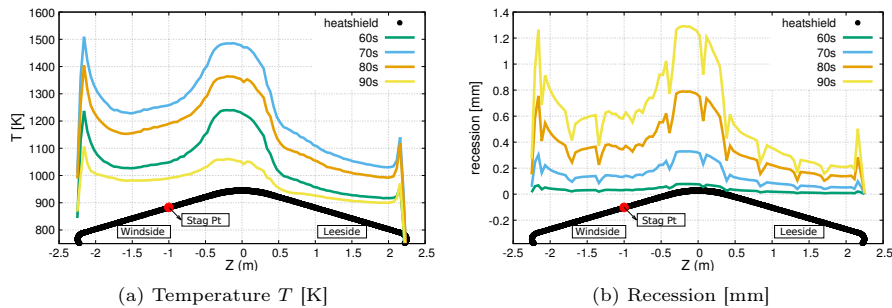 1600
1500
1400
1300
1200
1100
1000
900
800
T [K]
heatshield
60s
70s
80s
90s
Stag Pt
Windside
Leeside
-2.5 -2 -1.5 -1 -0.5 0 0.5 1 1.5 2 2.5
Z (m)
(a) Temperature T [K]
1.4
1.2
1
0.8
0.6
0.4
0.2
0
-0.2
recession [mm]
heatshield
60s
70s
80s
90s
Stag Pt
Windside
Leeside
-2.5 -2 -1.5 -1 -0.5 0 0.5 1 1.5 2 2.5
Z (m)
(b) Recession [mm]